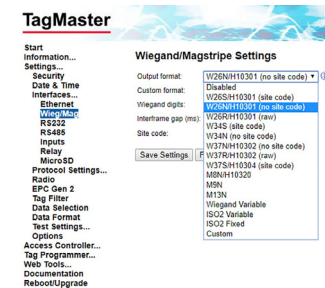 TagMaster
Start
Information...
Settings...
Security
Date & Time
Interfaces...
Ethernet
Wieg/Mag
RS232
RS485
Inputs
Relay
MicroSD
Protocol Settings...
Radio
EPC Gen 2
Tag Filter
Data Selection
Data Format
Test Settings...
Options
Access Controller...
Tag Programmer...
Web Tools...
Documentation
Reboot/Upgrade
Wiegand/Magstripe Settings
Output format: W26N/H10301 (no site code)
Custom format:
Wiegand digits:
Interframe gap (ms):
Site code:
Save Settings
Disabled
W26S/H10301 (site code)
W26N/H10301 (no site code)
W26R/H10301 (raw)
W34S (site code)
W34N (no site code)
W37N/H10302 (no site code)
W37R/H10302 (raw)
W37S/H10304 (site code)
M8N/H10320
M9N
M13N
Wiegand Variable
ISO2 Variable
ISO2 Fixed
Custom